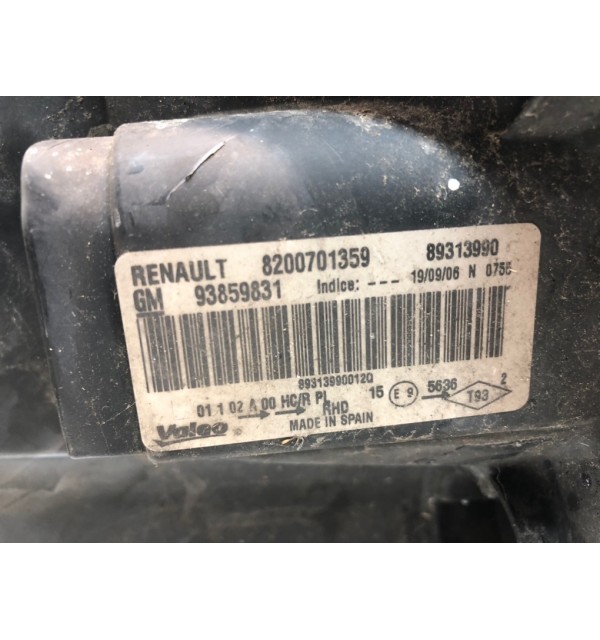 RENAULT 8200701359 89313990
GM 93859831 Indice: --- 19/09/06 N 0755
89313990012Q
01 1 02 A 00 HC/R PL 15 E 9 5636 T93 2
RHD
Valeo MADE IN SPAIN